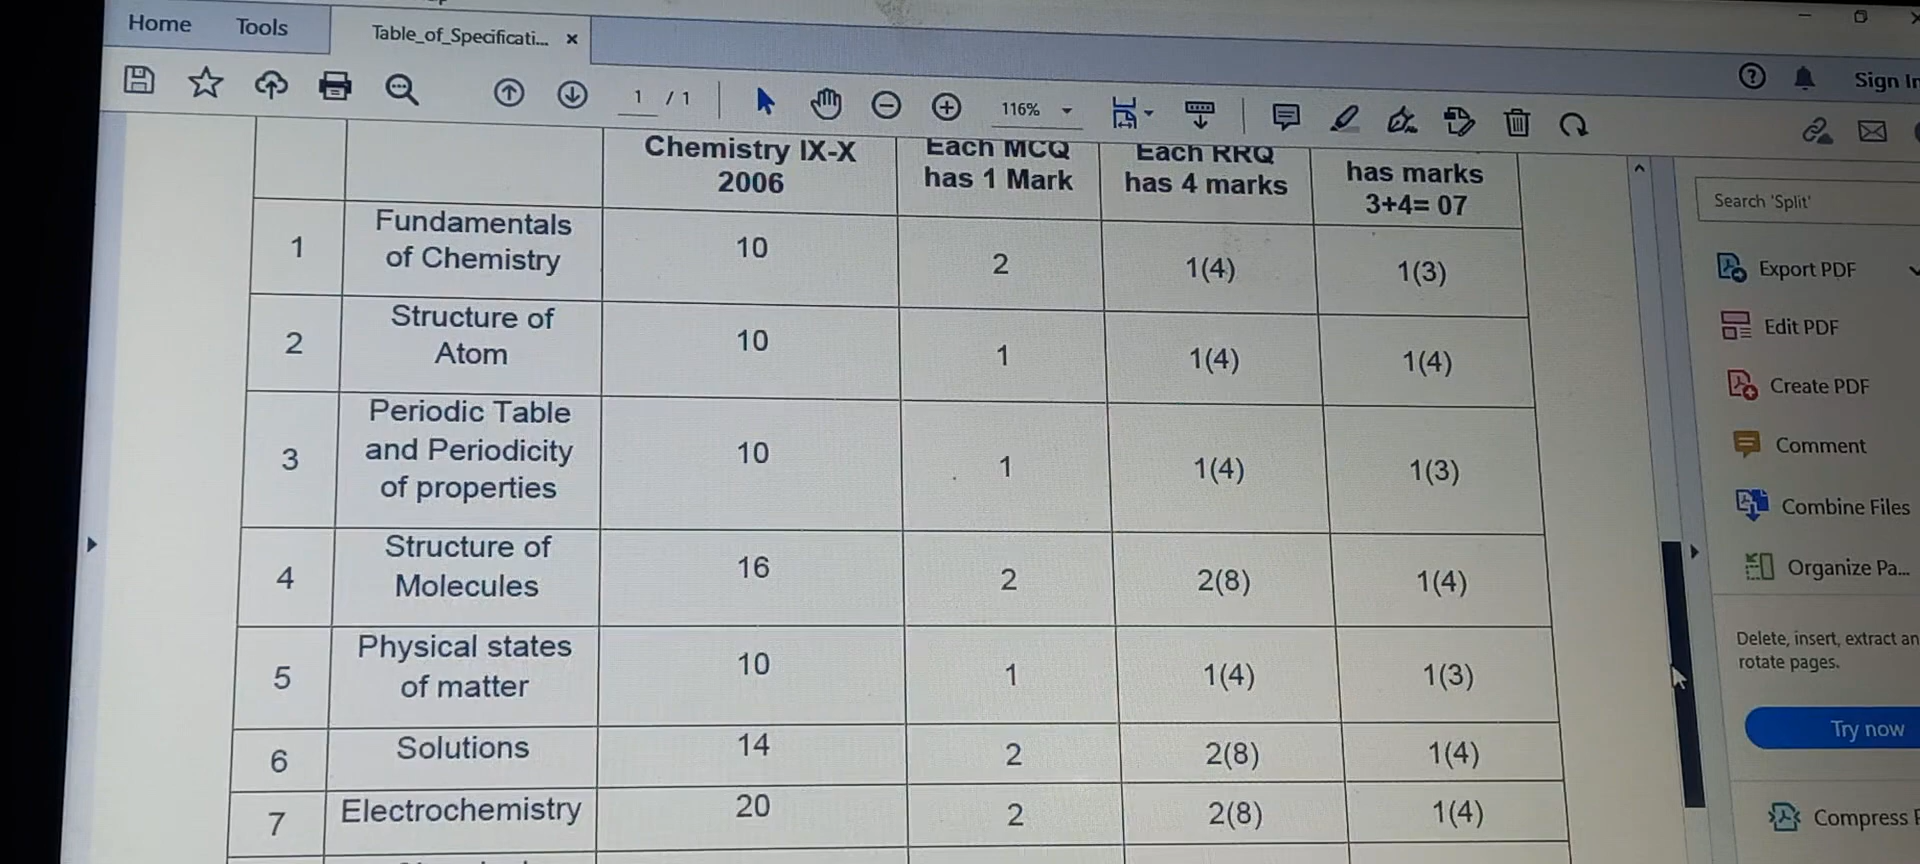 Home Tools Table_of_Specificati... ×
1 / 1 116% Sign In
Chemistry IX-X
2006
Each MCQ
has 1 Mark
Each RRQ
has 4 marks
has marks
3+4= 07
1 Fundamentals
of Chemistry 10 2 1(4) 1(3)
2 Structure of
Atom 10 1 1(4) 1(4)
3 Periodic Table
and Periodicity
of properties 10 1 1(4) 1(3)
4 Structure of
Molecules 16 2 2(8) 1(4)
5 Physical states
of matter 10 1 1(4) 1(3)
6 Solutions 14 2 2(8) 1(4)
7 Electrochemistry 20 2 2(8) 1(4)
Search 'Split'
Export PDF
Edit PDF
Create PDF
Comment
Combine Files
Organize Pa...
Delete, insert, extract an
rotate pages.
Try now
Compress